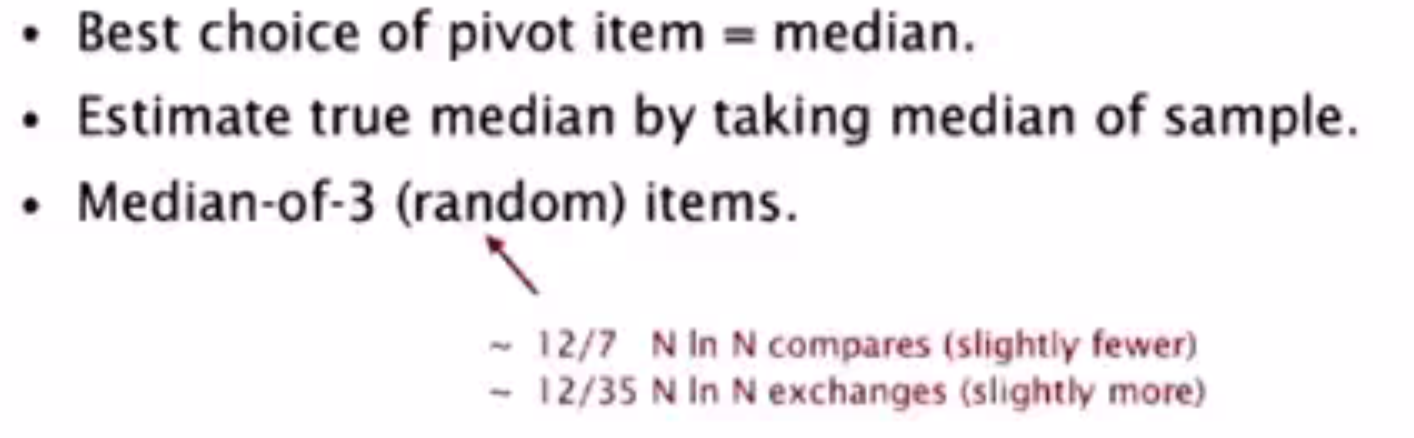 • Best choice of pivot item = median.
• Estimate true median by taking median of sample.
• Median-of-3 (random) items.
~ 12/7 N ln N compares (slightly fewer)
~ 12/35 N ln N exchanges (slightly more)